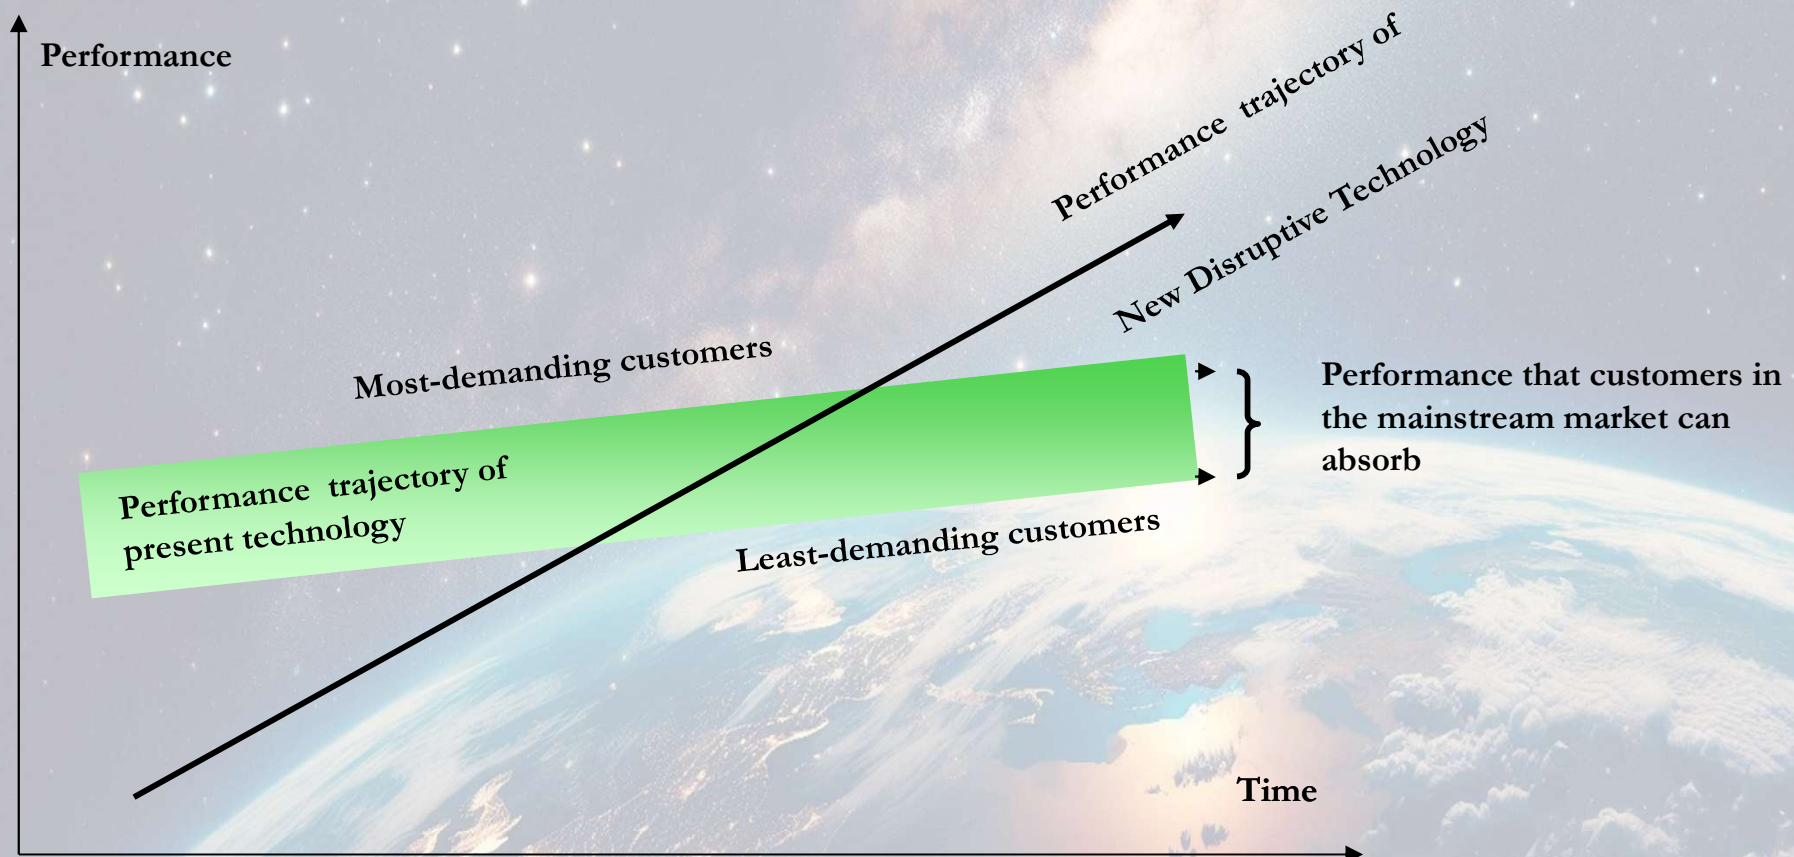 Performance
Performance trajectory of
New Disruptive Technology
Most-demanding customers
Performance that customers in
the mainstream market can
absorb
Performance trajectory of
present technology
Least-demanding customers
Time